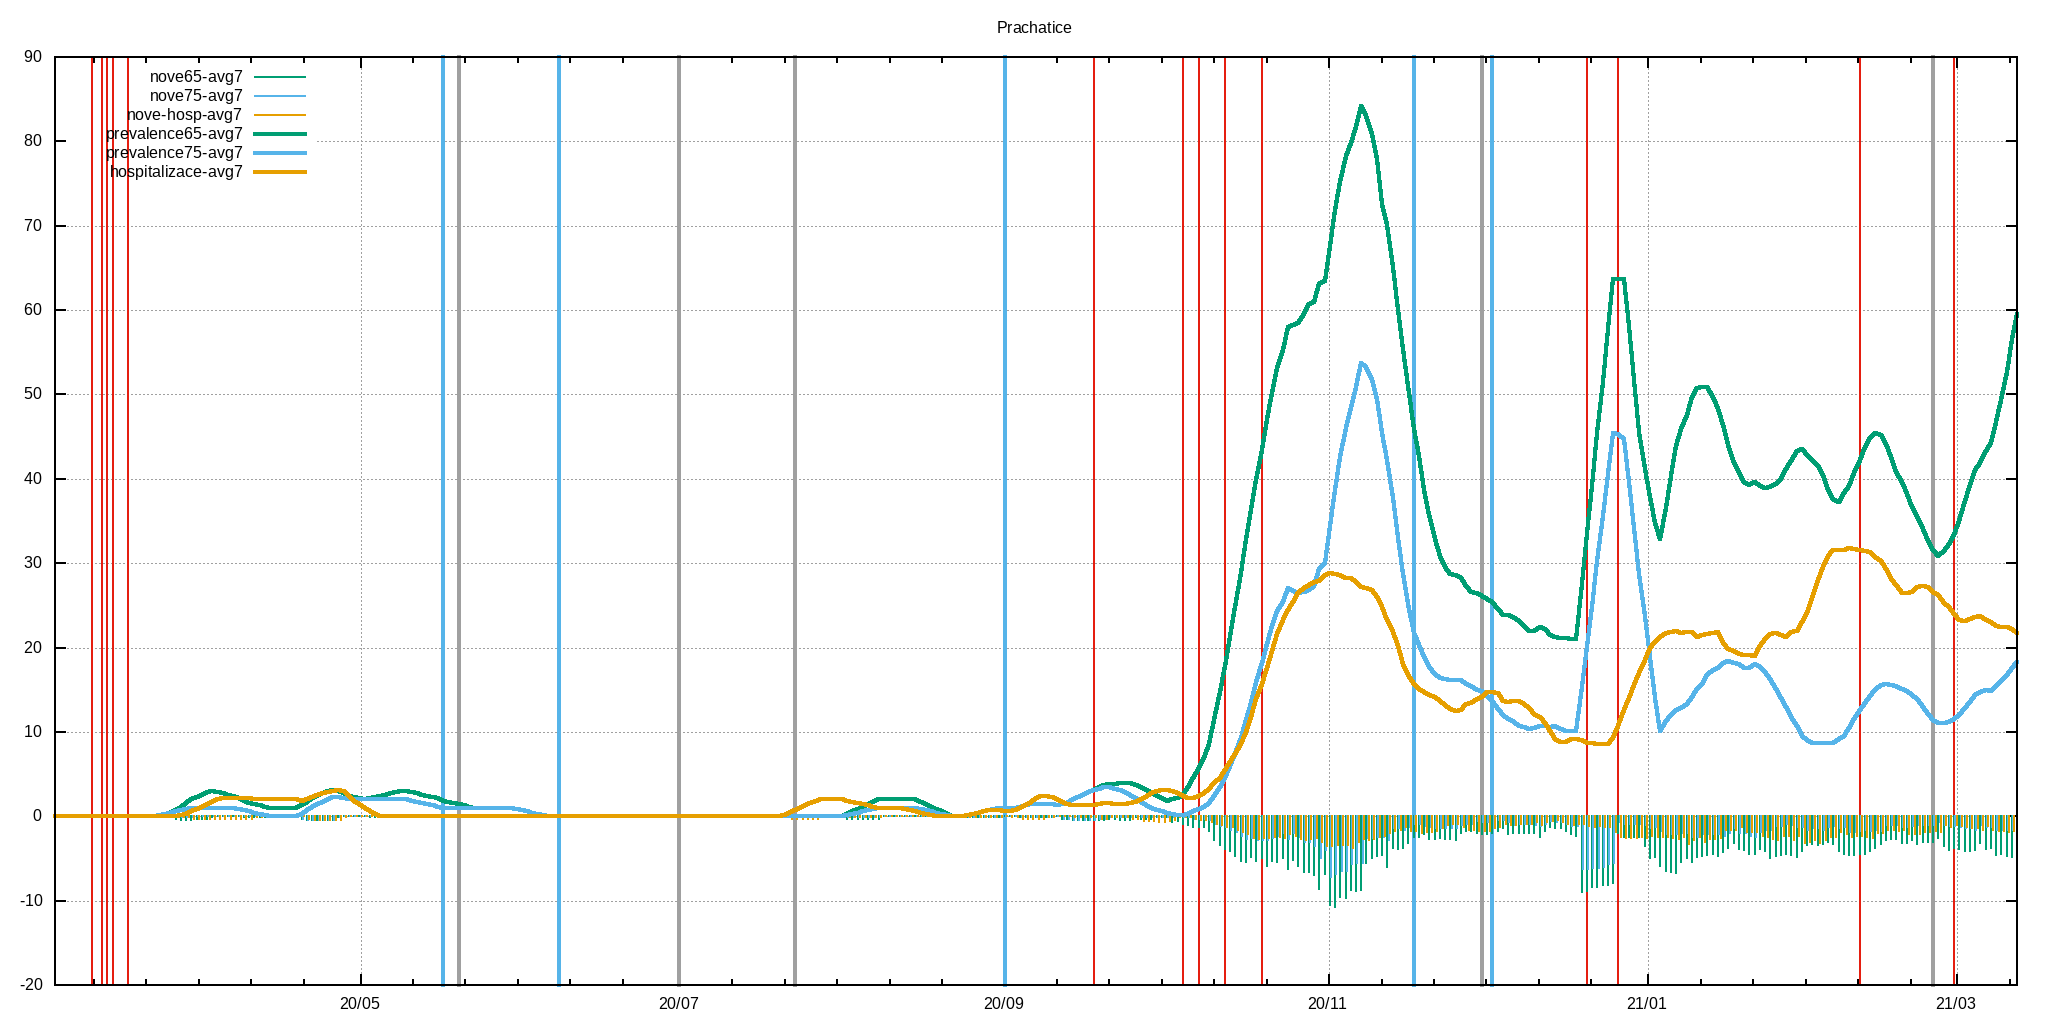 Prachatice
90
80
70
60
50
40
30
20
10
0
-10
-20
nove65-avg7
nove75-avg7
nove-hosp-avg7
prevalence65-avg7
prevalence75-avg7
hospitalizace-avg7
20/05 20/07 20/09 20/11 21/01 21/03